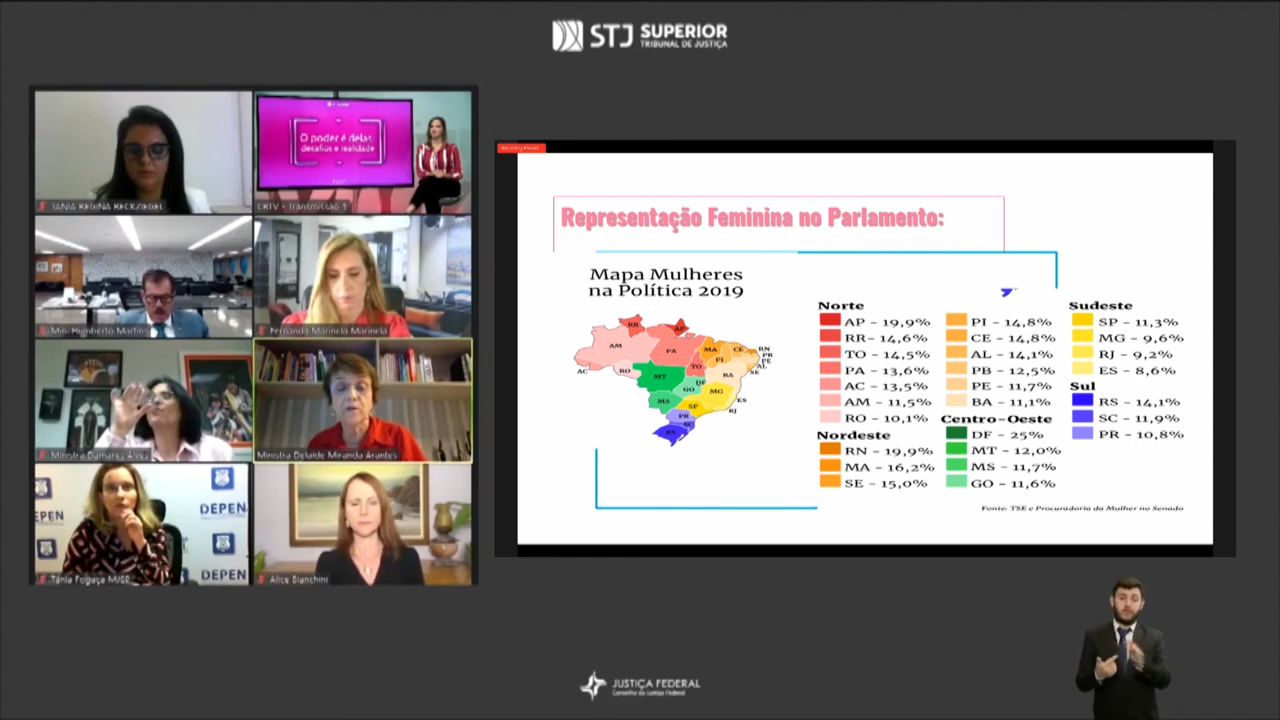 STJ SUPERIOR
TRIBUNAL DE JUSTIÇA
TANIA REGINA RECKZIEGEL
O poder é delas:
desafios e realidade
CRTV - Transmissão 1
Min. Humberto Martins
Fernanda Marinela Marinela
Ministra Damares Alves
Ministra Delaíde Miranda Arantes
DEPEN
DEPEN
DEPEN
Tânia Fogaça MJSP
Alice Bianchini
Representação Feminina no Parlamento:
Mapa Mulheres
na Política 2019
RR
AP
AM
PA
AC
RO
TO
MA
CE
PI
RN
PB
PE
AL
SE
BA
MT
DF
GO
MG
MS
ES
RJ
SP
PR
SC
RS
Norte
AP - 19,9%
RR- 14,6%
TO - 14,5%
PA - 13,6%
AC - 13,5%
AM - 11,5%
RO - 10,1%
Nordeste
RN - 19,9%
MA - 16,2%
SE - 15,0%
PI - 14,8%
CE - 14,8%
AL - 14,1%
PB - 12,5%
PE - 11,7%
BA - 11,1%
Centro-Oeste
DF - 25%
MT - 12,0%
MS - 11,7%
GO - 11,6%
Sudeste
SP - 11,3%
MG - 9,6%
RJ - 9,2%
ES - 8,6%
Sul
RS - 14,1%
SC - 11,9%
PR - 10,8%
Fonte: TSE e Procuradoria da Mulher no Senado
JUSTIÇA FEDERAL
Conselho da Justiça Federal